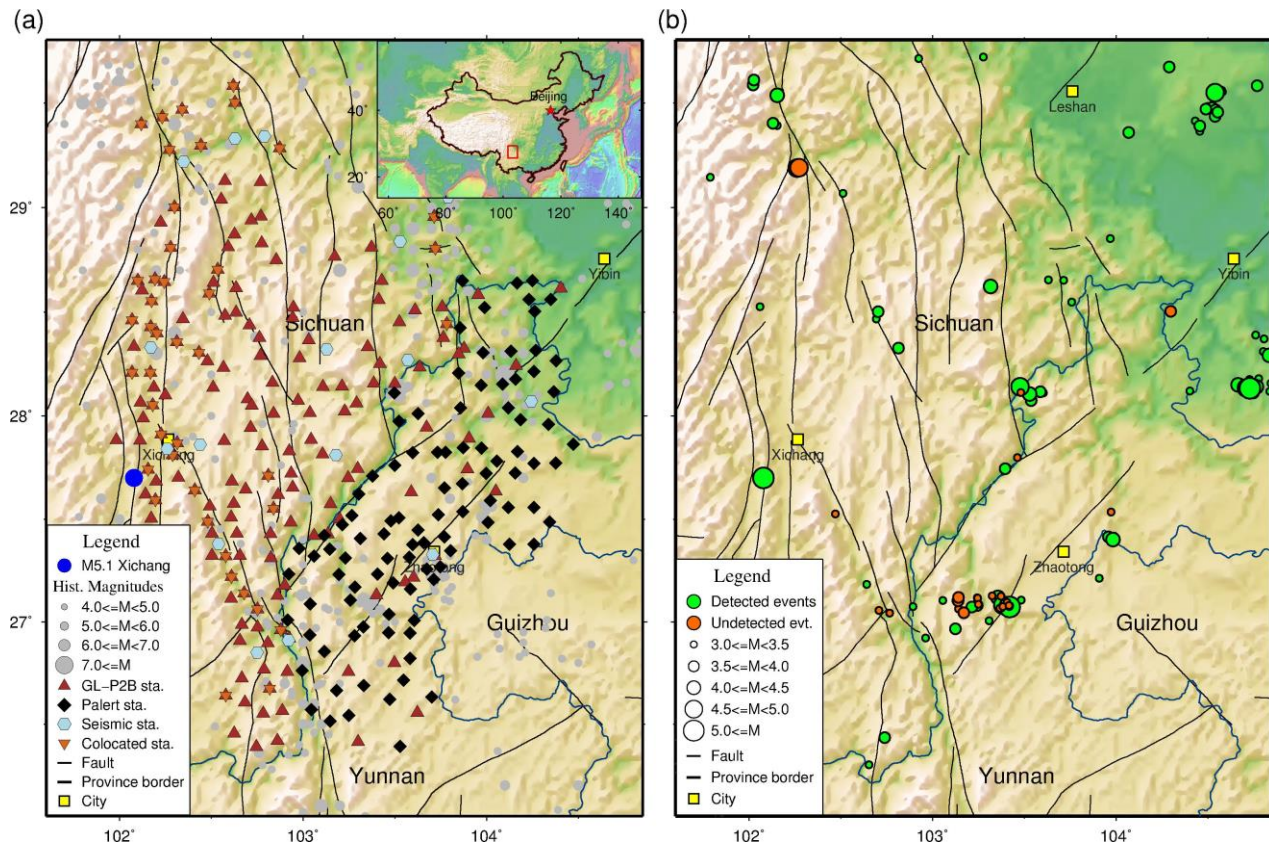 (a)
(b)
Beijing
40°
20°
60°
80°
100°
120°
140°
29°
28°
27°
Yibin
Sichuan
Xichang
Zhaotong
Guizhou
Yunnan
Legend
M5.1 Xichang
Hist. Magnitudes
4.0<=M<5.0
5.0<=M<6.0
6.0<=M<7.0
7.0<=M
GL-P2B sta.
Palert sta.
Seismic sta.
Colocated sta.
Fault
Province border
City
102°
103°
104°
Leshan
Yibin
Sichuan
Xichang
Zhaotong
Guizhou
Yunnan
Legend
Detected events
Undetected evt.
3.0<=M<3.5
3.5<=M<4.0
4.0<=M<4.5
4.5<=M<5.0
5.0<=M
Fault
Province border
City
102°
103°
104°